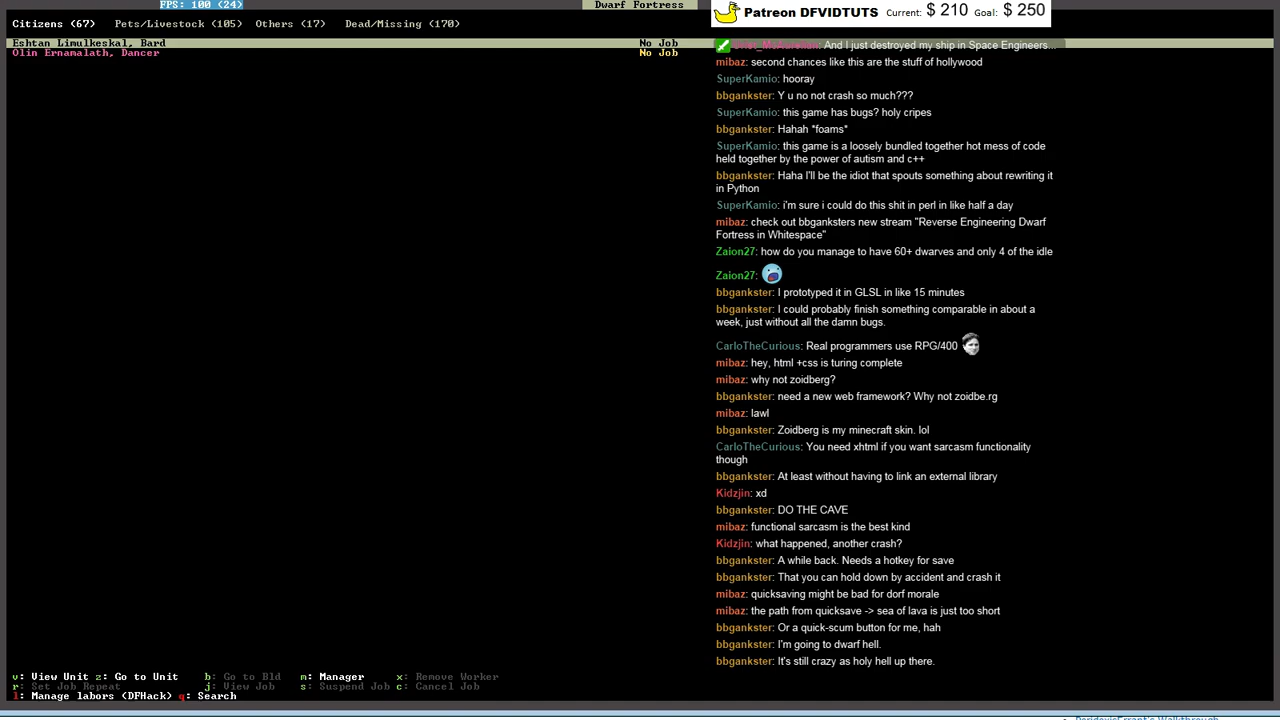 FPS: 100 (24)
Dwarf Fortress
Patreon DFVIDTUTS Current: $ 210 Goal: $ 250
Citizens (67) Pets/Livestock (105) Others (17) Dead/Missing (170)
Eshtan Limulkeskal, Bard No Job
Olin Ernamalath, Dancer No Job
And I just destroyed my ship in Space Engineers...
mibaz: second chances like this are the stuff of hollywood
SuperKamio: hooray
bbgankster: Y u no not crash so much???
SuperKamio: this game has bugs? holy cripes
bbgankster: Hahah *foams*
SuperKamio: this game is a loosely bundled together hot mess of code
held together by the power of autism and c++
bbgankster: Haha I'll be the idiot that spouts something about rewriting it
in Python
SuperKamio: i'm sure i could do this shit in perl in like half a day
mibaz: check out bbganksters new stream "Reverse Engineering Dwarf
Fortress in Whitespace"
Zaion27: how do you manage to have 60+ dwarves and only 4 of the idle
Zaion27:
bbgankster: I prototyped it in GLSL in like 15 minutes
bbgankster: I could probably finish something comparable in about a
week, just without all the damn bugs.
CarloTheCurious: Real programmers use RPG/400
mibaz: hey, html +css is turing complete
mibaz: why not zoidberg?
bbgankster: need a new web framework? Why not zoidbe.rg
mibaz: lawl
bbgankster: Zoidberg is my minecraft skin. lol
CarloTheCurious: You need xhtml if you want sarcasm functionality
though
bbgankster: At least without having to link an external library
Kidzjin: xd
bbgankster: DO THE CAVE
mibaz: functional sarcasm is the best kind
Kidzjin: what happened, another crash?
bbgankster: A while back. Needs a hotkey for save
bbgankster: That you can hold down by accident and crash it
mibaz: quicksaving might be bad for dorf morale
mibaz: the path from quicksave -> sea of lava is just too short
bbgankster: Or a quick-scum button for me, hah
bbgankster: I'm going to dwarf hell.
bbgankster: It's still crazy as holy hell up there.
v: View Unit z: Go to Unit b: Go to Bld m: Manager x: Remove Worker
r: Set Job Repeat j: View Job s: Suspend Job c: Cancel Job
l: Manage labors (DFHack) q: Search